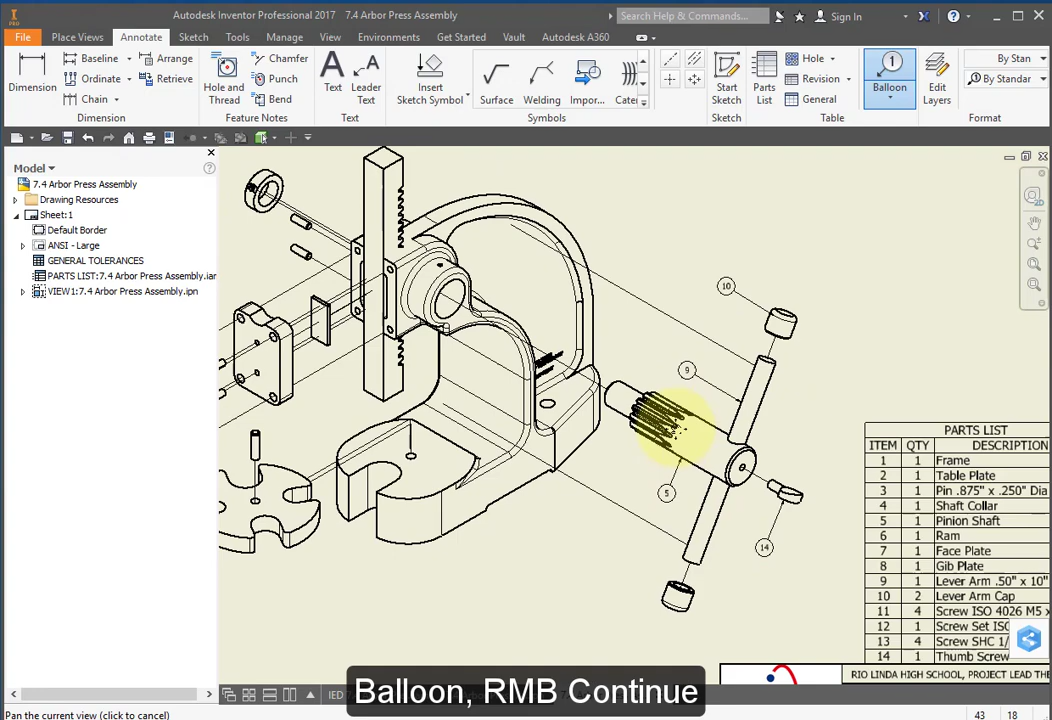 Autodesk Inventor Professional 2017 7.4 Arbor Press Assembly
Search Help & Commands...
Sign In
PRO
File Place Views Annotate Sketch Tools Manage View Environments Get Started Vault Autodesk A360
Dimension
Baseline
Ordinate
Chain
Arrange
Retrieve
Dimension
Hole and Thread
Chamfer
Punch
Bend
Feature Notes
Text
Leader Text
Text
Insert Sketch Symbol
Surface
Welding
Impor...
Cater
Symbols
Start Sketch
Sketch
Parts List
Hole
Revision
General
Table
Balloon
Edit Layers
By Stan
By Standar
Format
Model
7.4 Arbor Press Assembly
Drawing Resources
Sheet:1
Default Border
ANSI - Large
GENERAL TOLERANCES
PARTS LIST:7.4 Arbor Press Assembly.iar
VIEW1:7.4 Arbor Press Assembly.ipn
10
9
5
14
PARTS LIST
ITEM QTY DESCRIPTION
1 1 Frame
2 1 Table Plate
3 1 Pin .875" x .250" Dia
4 1 Shaft Collar
5 1 Pinion Shaft
6 1 Ram
7 1 Face Plate
8 1 Gib Plate
9 1 Lever Arm .50" x 10"
10 2 Lever Arm Cap
11 4 Screw ISO 4026 M5 x
12 1 Screw Set ISO
13 4 Screw SHC 1/
14 1 Thumb Screw
RIO LINDA HIGH SCHOOL, PROJECT LEAD THE
IED
Balloon, RMB Continue
Pan the current view (click to cancel)
43 18